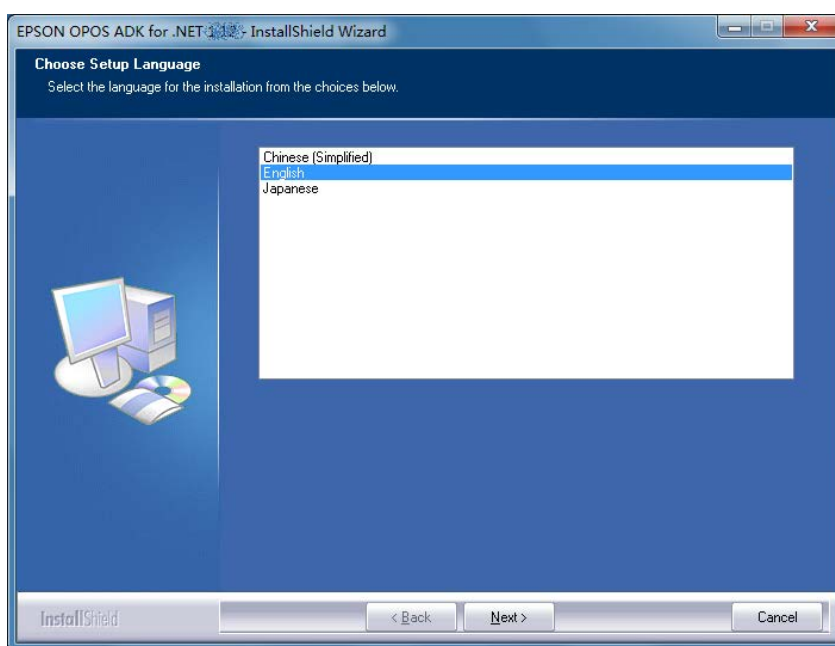 EPSON OPOS ADK for .NET - InstallShield Wizard
Choose Setup Language
Select the language for the installation from the choices below.
Chinese (Simplified)
English
Japanese
InstallShield
< Back
Next >
Cancel